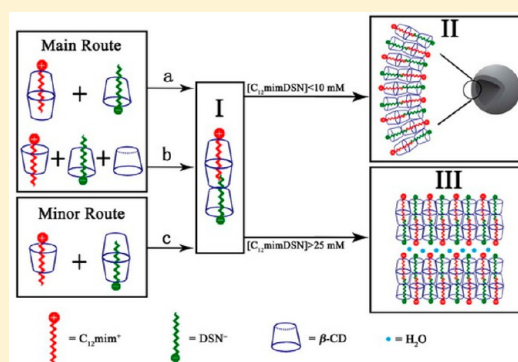 Main Route
+
a
b
+
+
Minor Route
+
c
I
[C₁₂mimDSN]<10 mM
[C₁₂mimDSN]>25 mM
II
III
= C₁₂mim⁺
= DSN⁻
= β-CD
= H₂O